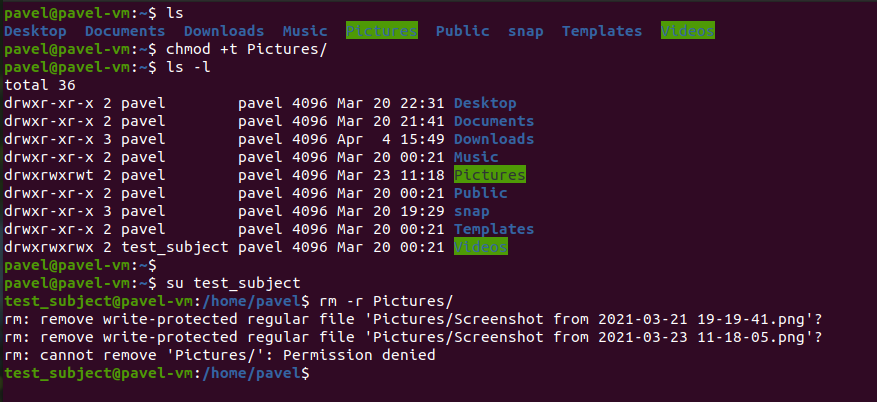 pavel@pavel-vm:~$ ls
Desktop  Documents  Downloads  Music  Pictures  Public  snap  Templates  Videos
pavel@pavel-vm:~$ chmod +t Pictures/
pavel@pavel-vm:~$ ls -l
total 36
drwxr-xr-x 2 pavel        pavel 4096 Mar 20 22:31 Desktop
drwxr-xr-x 2 pavel        pavel 4096 Mar 20 21:41 Documents
drwxr-xr-x 3 pavel        pavel 4096 Apr  4 15:49 Downloads
drwxr-xr-x 2 pavel        pavel 4096 Mar 20 00:21 Music
drwxrwxrwt 2 pavel        pavel 4096 Mar 23 11:18 Pictures
drwxr-xr-x 2 pavel        pavel 4096 Mar 20 00:21 Public
drwxr-xr-x 3 pavel        pavel 4096 Mar 20 19:29 snap
drwxr-xr-x 2 pavel        pavel 4096 Mar 20 00:21 Templates
drwxrwxrwx 2 test_subject pavel 4096 Mar 20 00:21 Videos
pavel@pavel-vm:~$
pavel@pavel-vm:~$ su test_subject
test_subject@pavel-vm:/home/pavel$ rm -r Pictures/
rm: remove write-protected regular file 'Pictures/Screenshot from 2021-03-21 19-19-41.png'?
rm: remove write-protected regular file 'Pictures/Screenshot from 2021-03-23 11-18-05.png'?
rm: cannot remove 'Pictures/': Permission denied
test_subject@pavel-vm:/home/pavel$